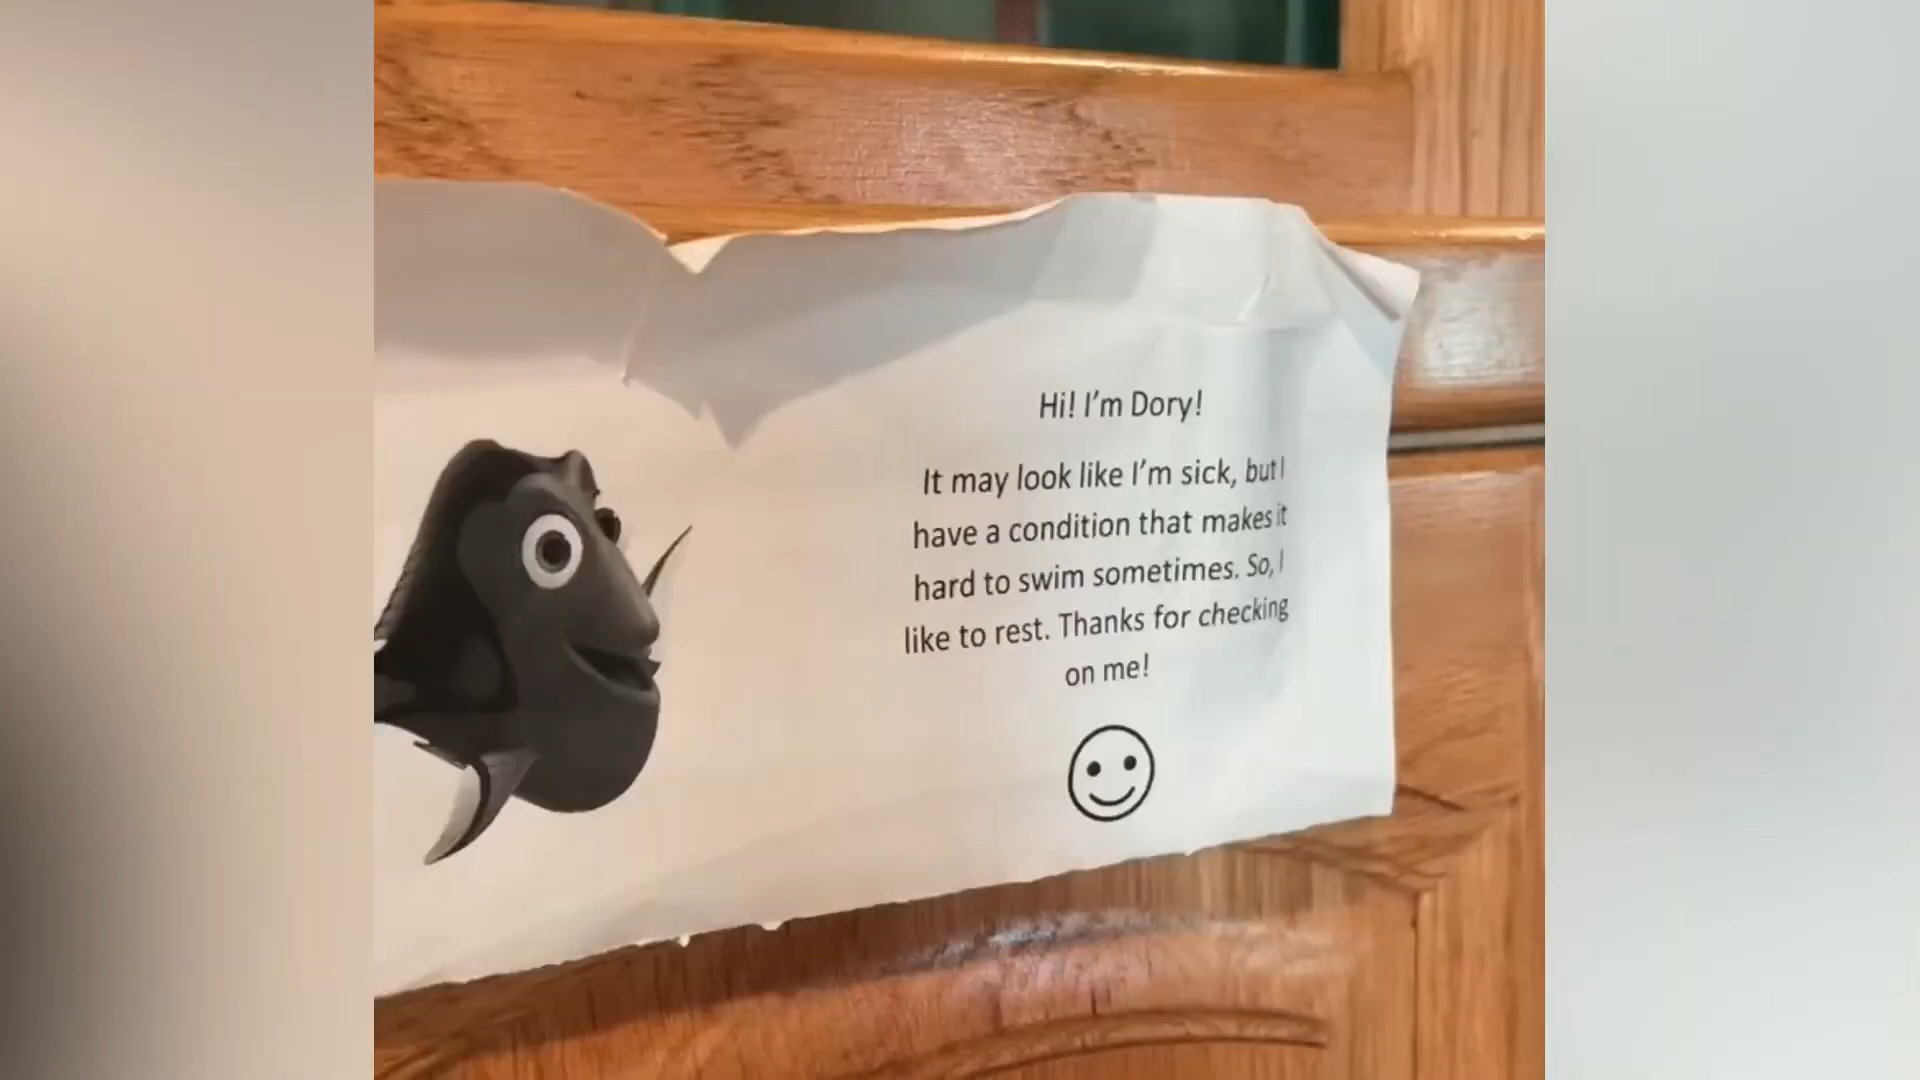 Hi! I'm Dory!
It may look like I'm sick, but I
have a condition that makes it
hard to swim sometimes. So, I
like to rest. Thanks for checking
on me!